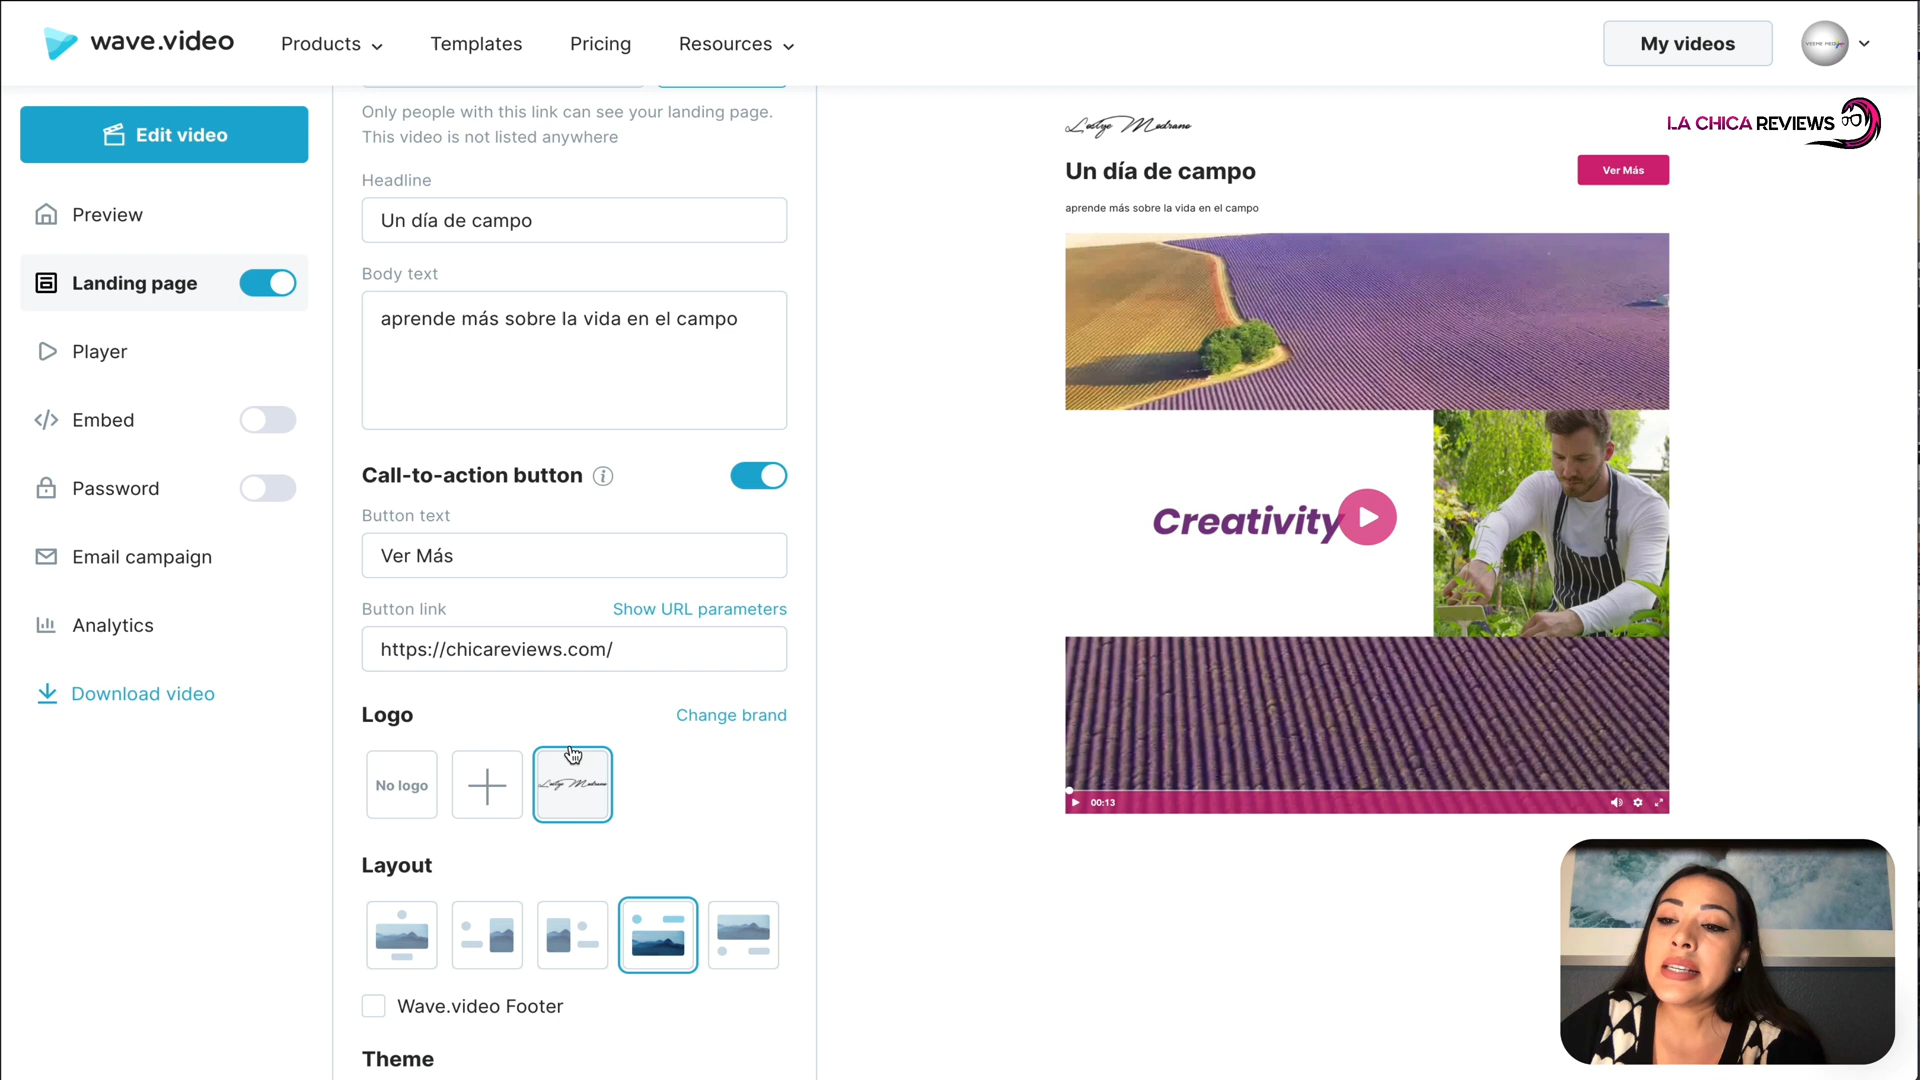 wave.video
Products
Templates
Pricing
Resources
My videos
Edit video
Preview
Landing page
Player
Embed
Password
Email campaign
Analytics
Download video
Only people with this link can see your landing page.
This video is not listed anywhere
Headline
Un día de campo
Body text
aprende más sobre la vida en el campo
Call-to-action button
Button text
Ver Más
Button link
Show URL parameters
https://chicareviews.com/
Logo
Change brand
No logo
Layout
Wave.video Footer
Theme
LA CHICA REVIEWS
Un día de campo
Ver Más
aprende más sobre la vida en el campo
Creativity
00:13